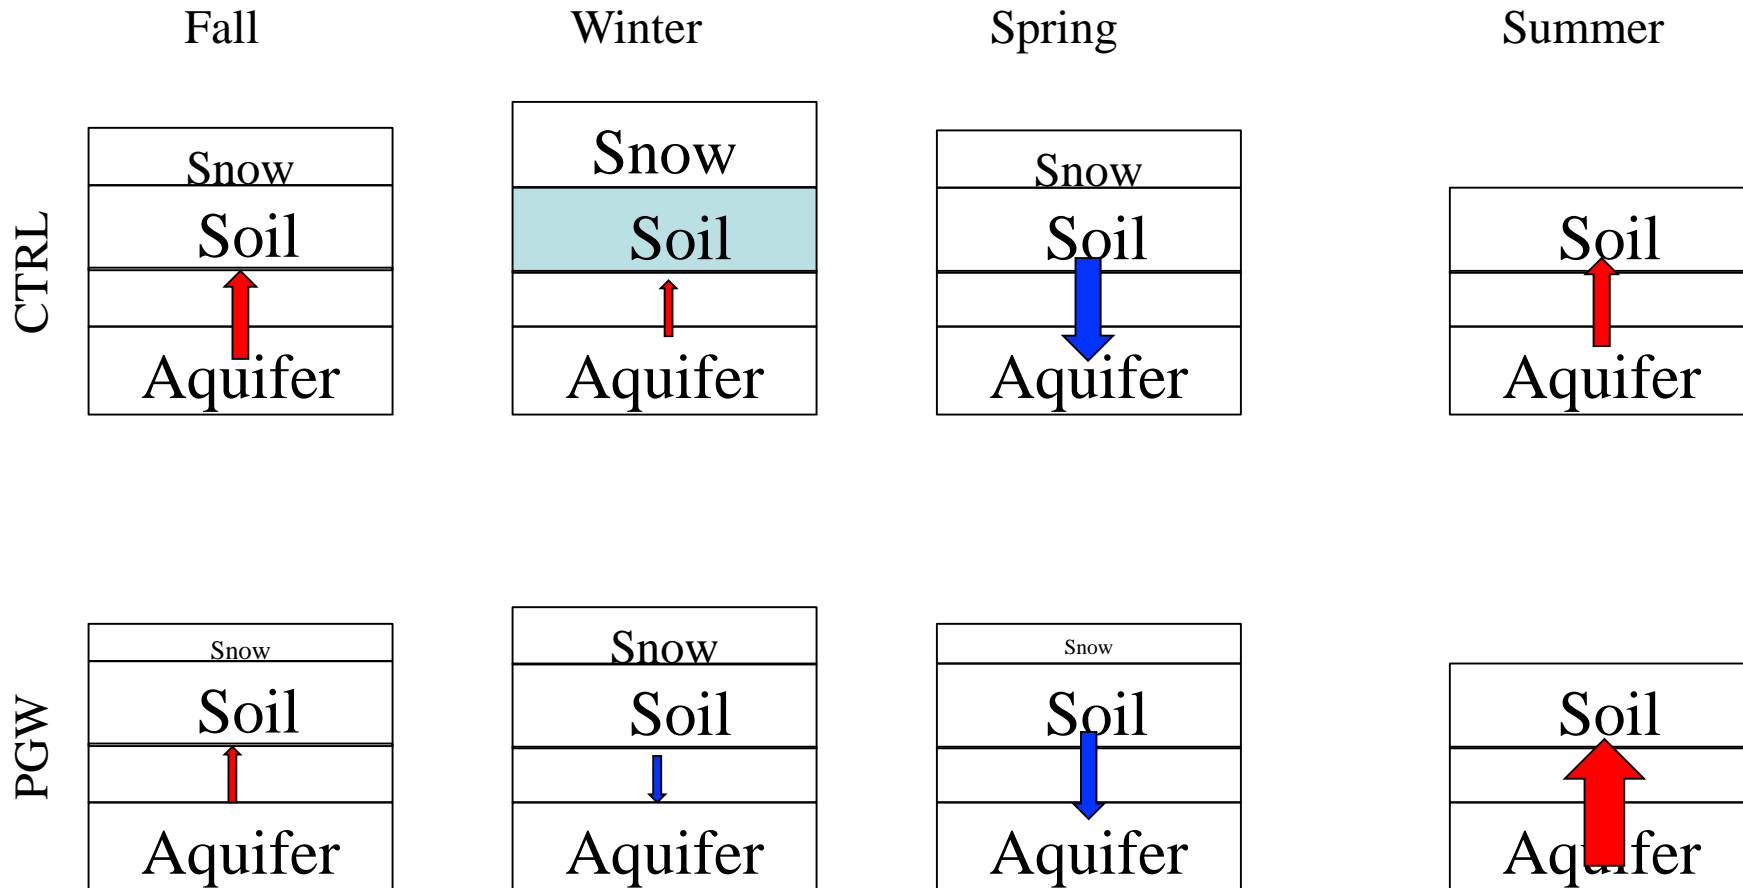 Fall Winter Spring Summer
CTRL
Snow Snow Snow
Soil Soil Soil Soil
Aquifer Aquifer Aquifer Aquifer
PGW
Snow Snow Snow
Soil Soil Soil Soil
Aquifer Aquifer Aquifer Aquifer